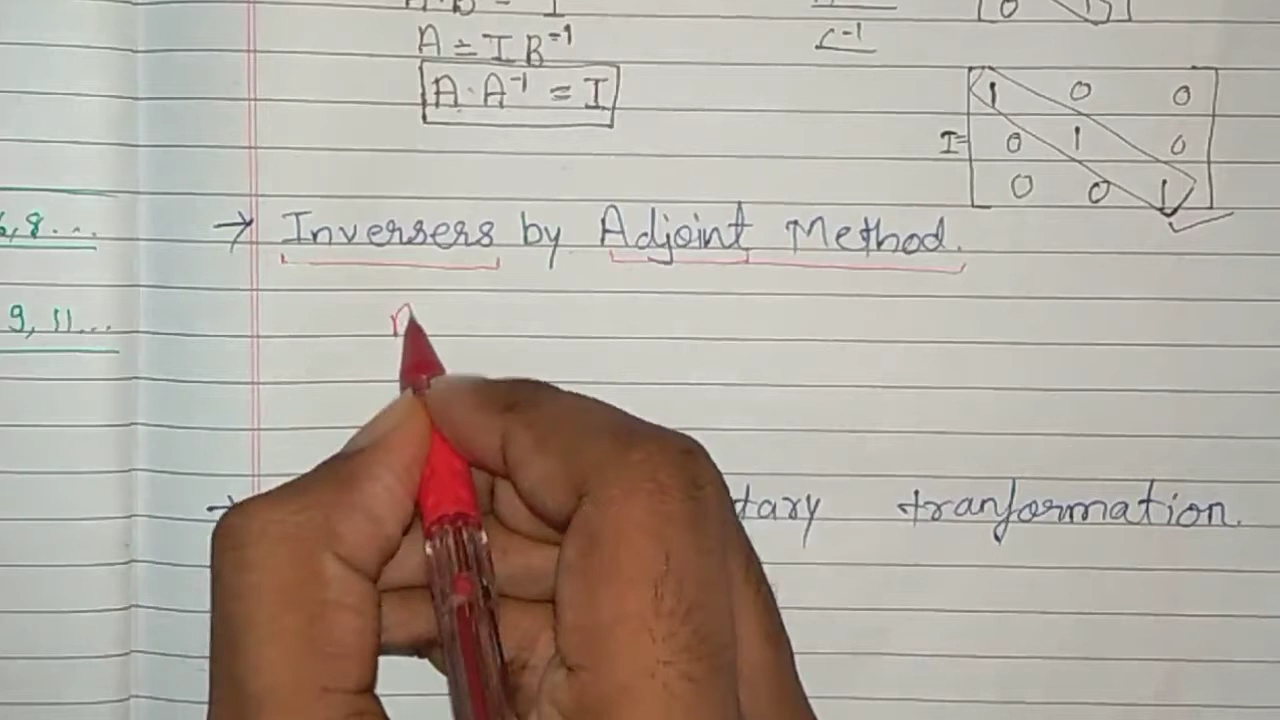 A = I B⁻¹
L⁻¹
A · A⁻¹ = I
1 0 0
I= 0 1 0
0 0 1
8...
→ Inversers by Adjoint Method.
9, 11...
tary tranformation.